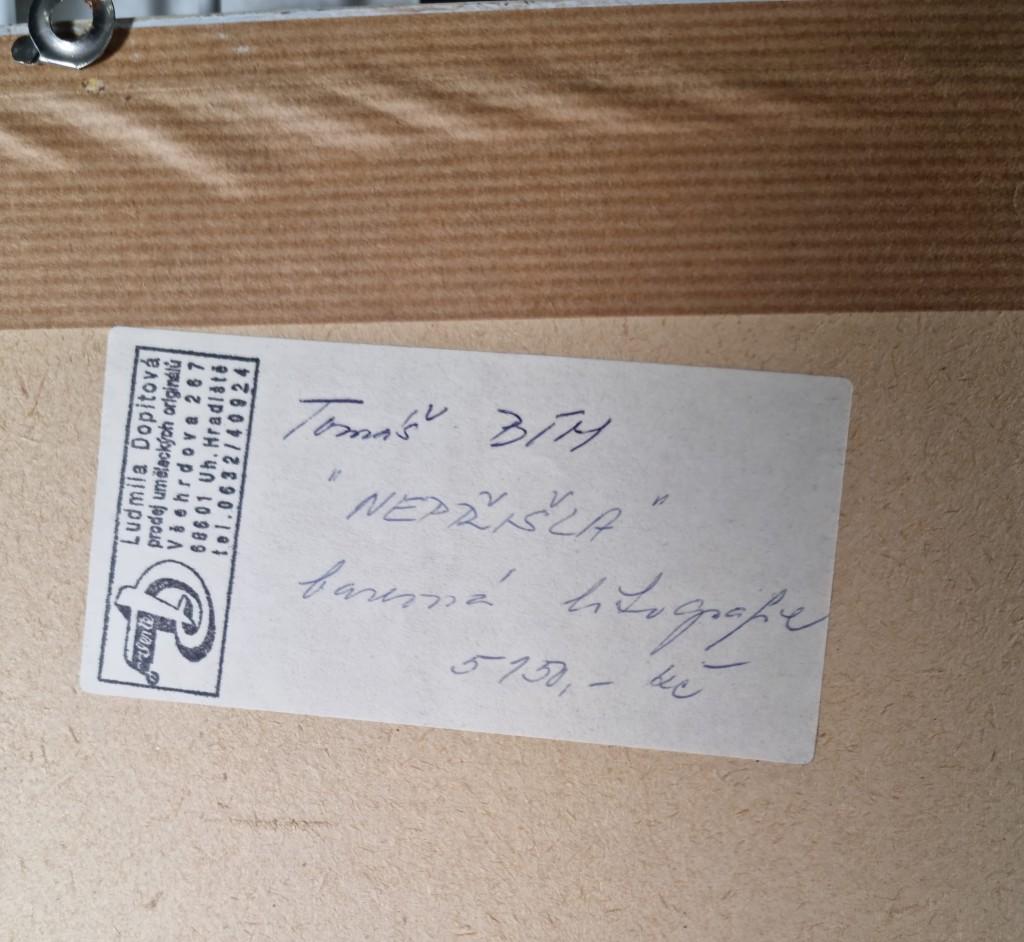 Ludmila Dopitová
prodej uměleckých originálů
Všehrdova 267
68601 Uh. Hradiště
tel. 0632/40924
Tomáš BÍM
"NEPŘIŠLA"
barevná litografie
5150,- Kč